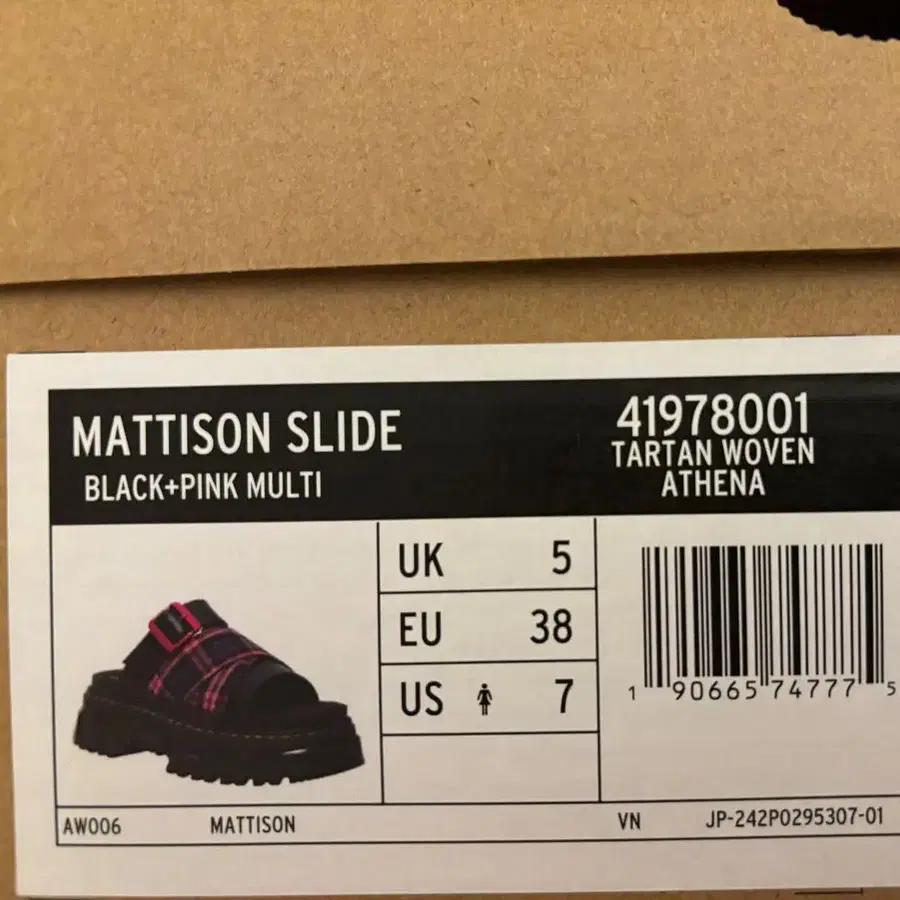 MATTISON SLIDE
BLACK+PINK MULTI
41978001
TARTAN WOVEN
ATHENA
UK 5
EU 38
US 7
1 90665 74777 5
AW006 MATTISON VN JP-242P0295307-01